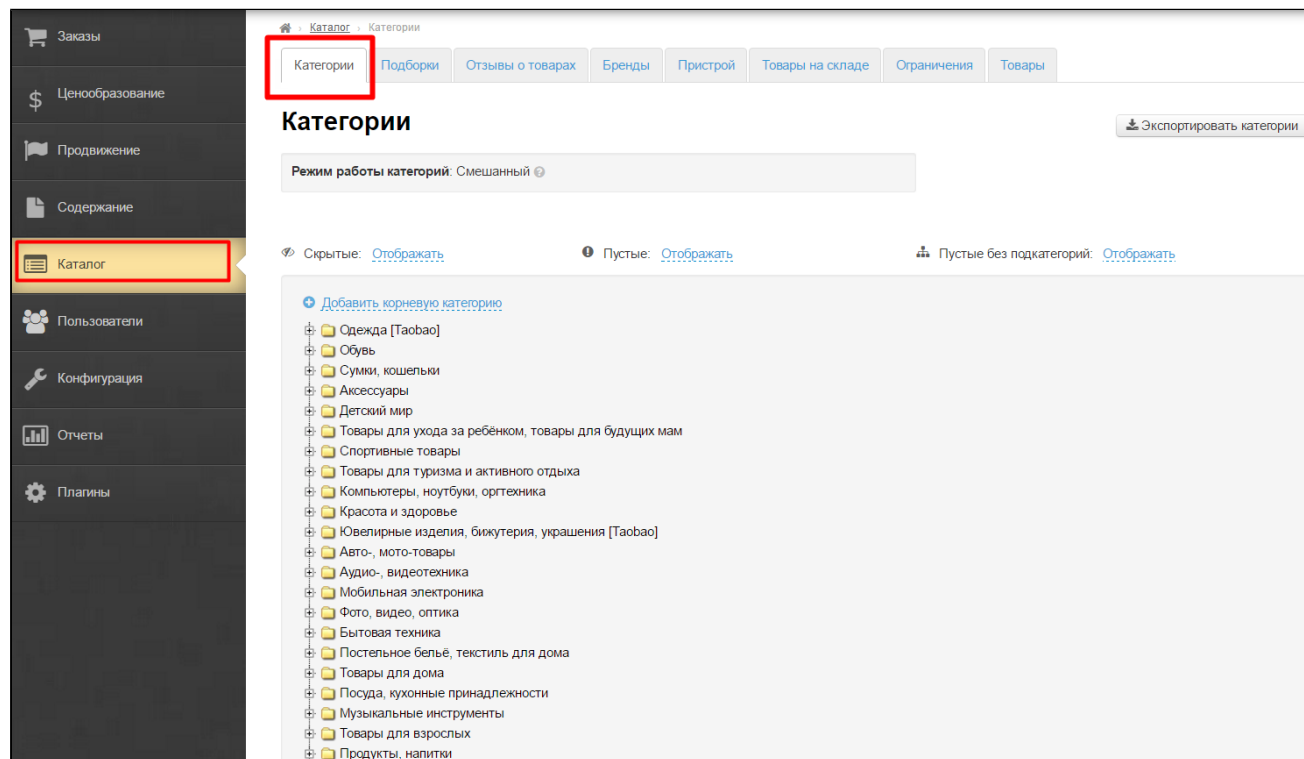 Заказы
Ценообразование
Продвижение
Содержание
Каталог
Пользователи
Конфигурация
Отчеты
Плагины
Каталог › Категории
Категории Подборки Отзывы о товарах Бренды Пристрой Товары на складе Ограничения Товары
Категории
Экспортировать категории
Режим работы категорий: Смешанный
Скрытые: Отображать Пустые: Отображать Пустые без подкатегорий: Отображать
Добавить корневую категорию
Одежда [Taobao]
Обувь
Сумки, кошельки
Аксессуары
Детский мир
Товары для ухода за ребёнком, товары для будущих мам
Спортивные товары
Товары для туризма и активного отдыха
Компьютеры, ноутбуки, оргтехника
Красота и здоровье
Ювелирные изделия, бижутерия, украшения [Taobao]
Авто-, мото-товары
Аудио-, видеотехника
Мобильная электроника
Фото, видео, оптика
Бытовая техника
Постельное бельё, текстиль для дома
Товары для дома
Посуда, кухонные принадлежности
Музыкальные инструменты
Товары для взрослых
Продукты, напитки